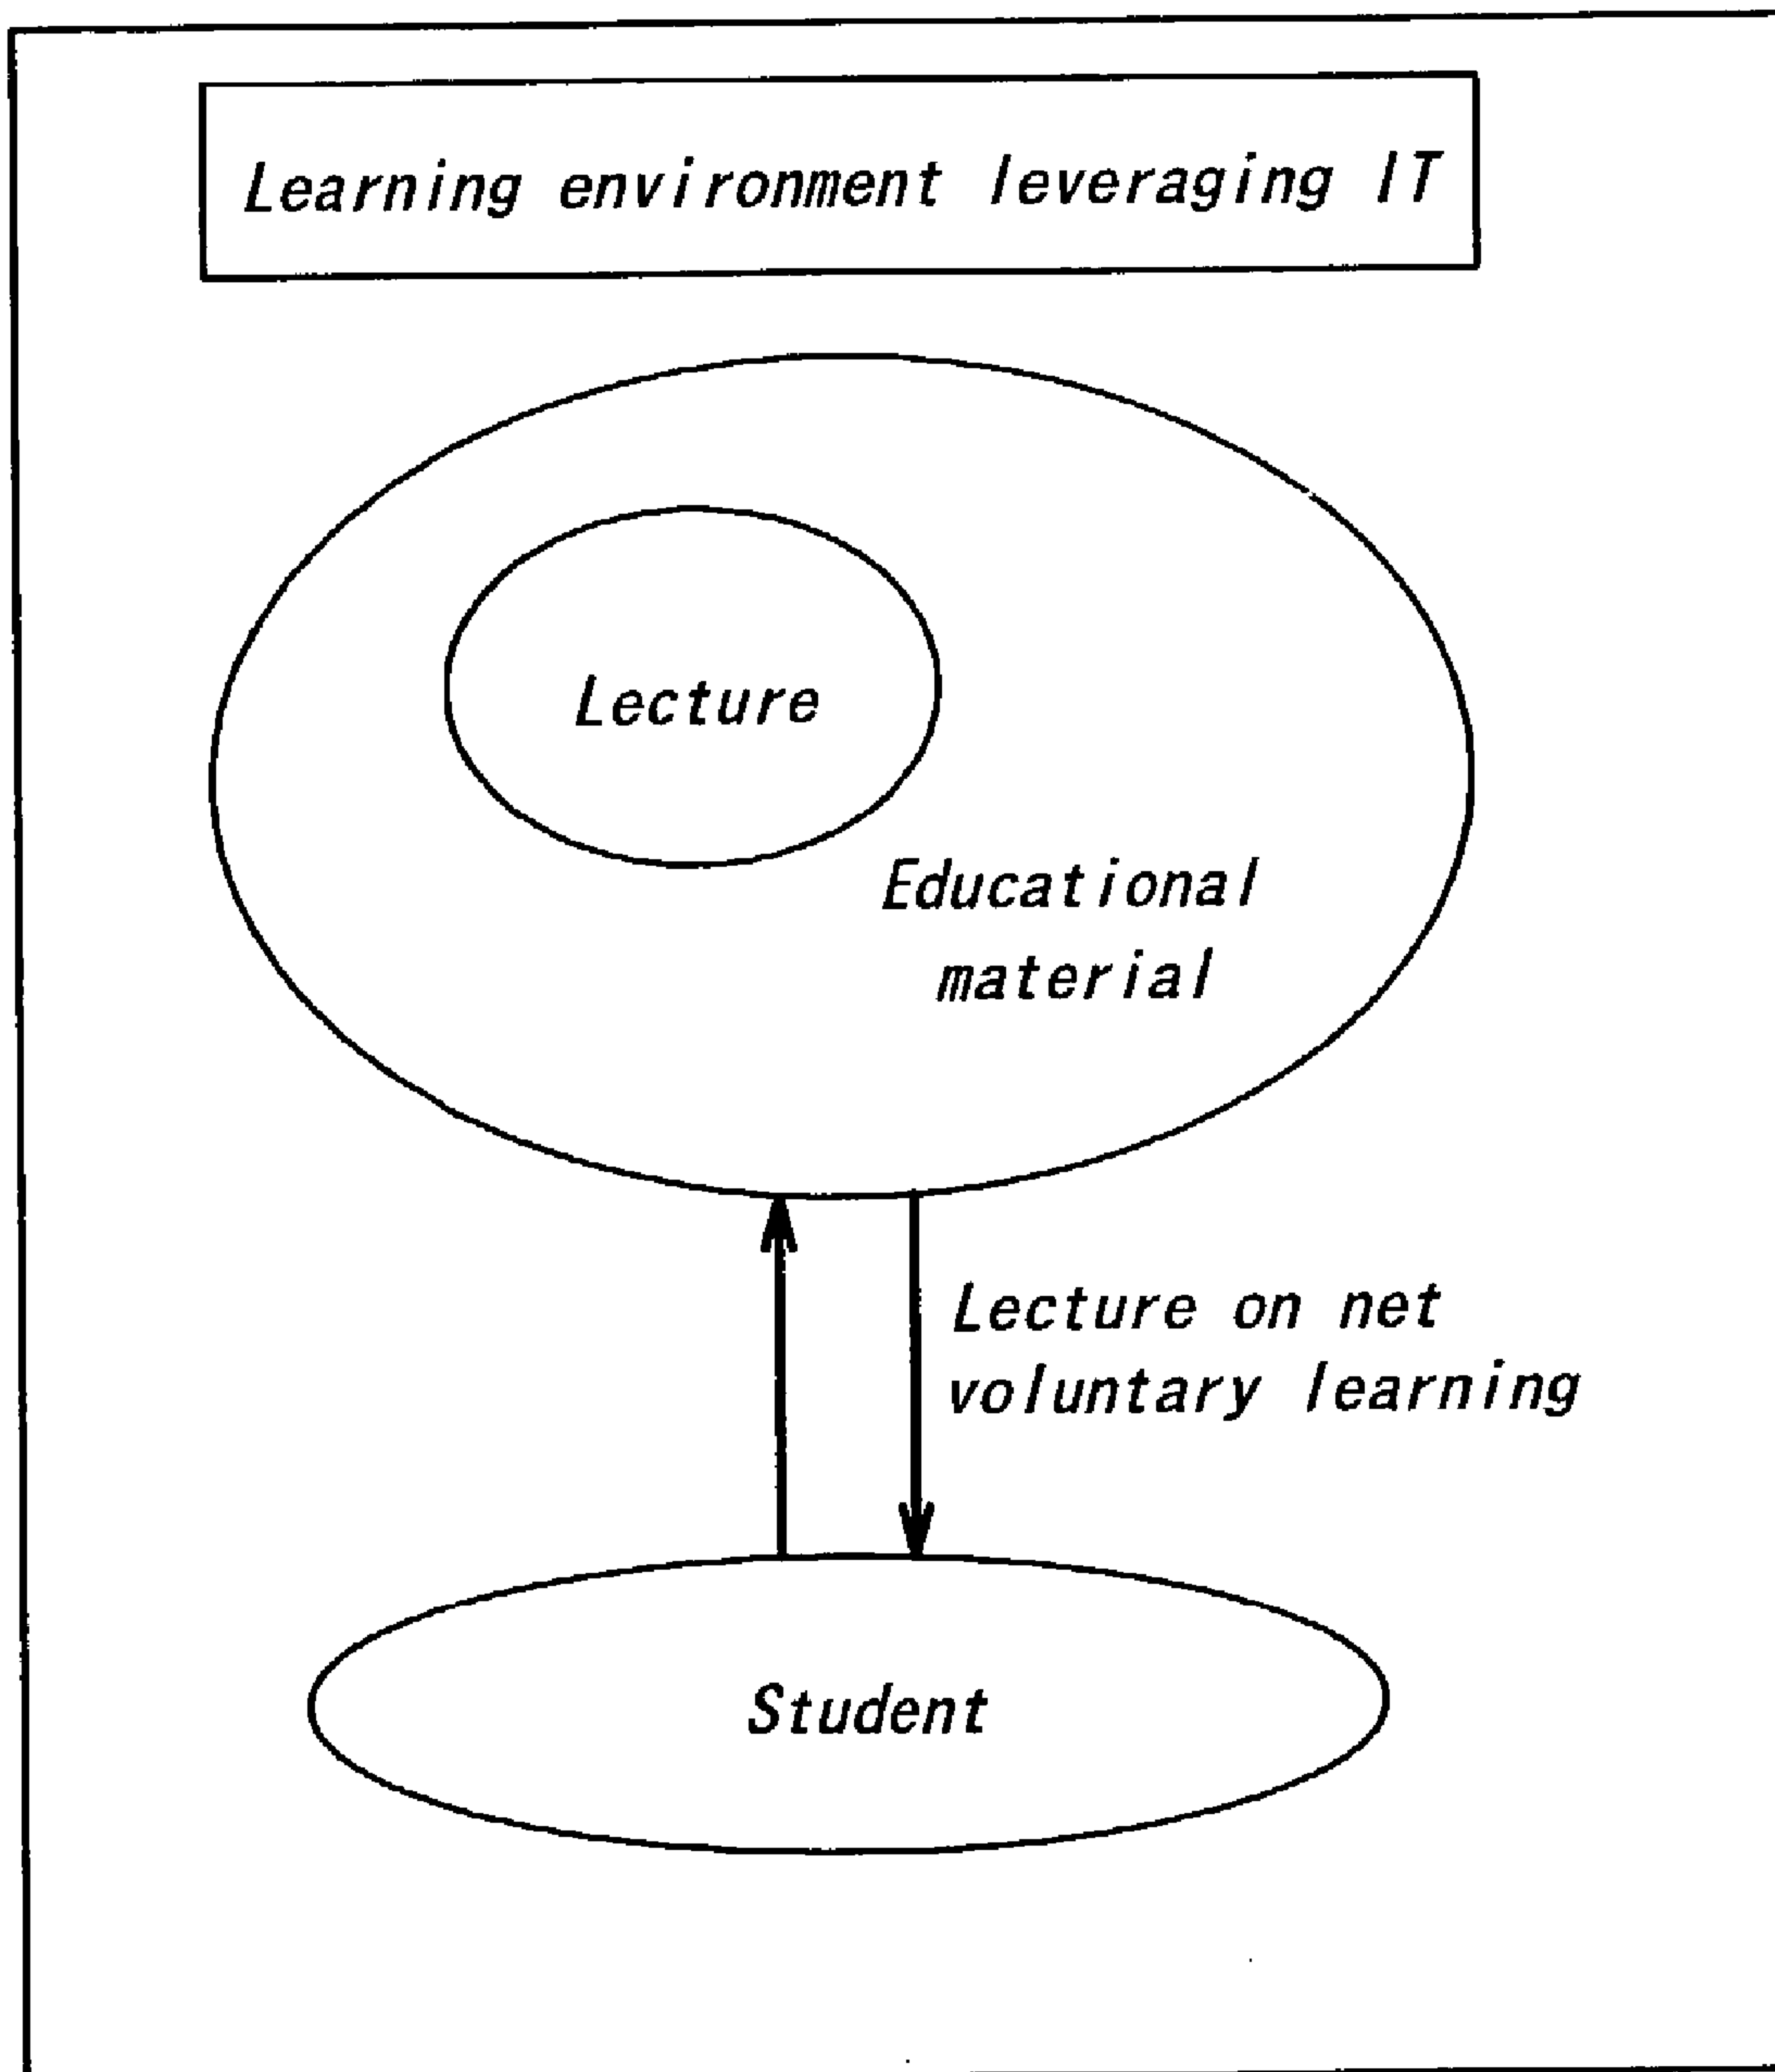 Learning environment leveraging IT
Lecture
Educational
material
Lecture on net
voluntary learning
Student